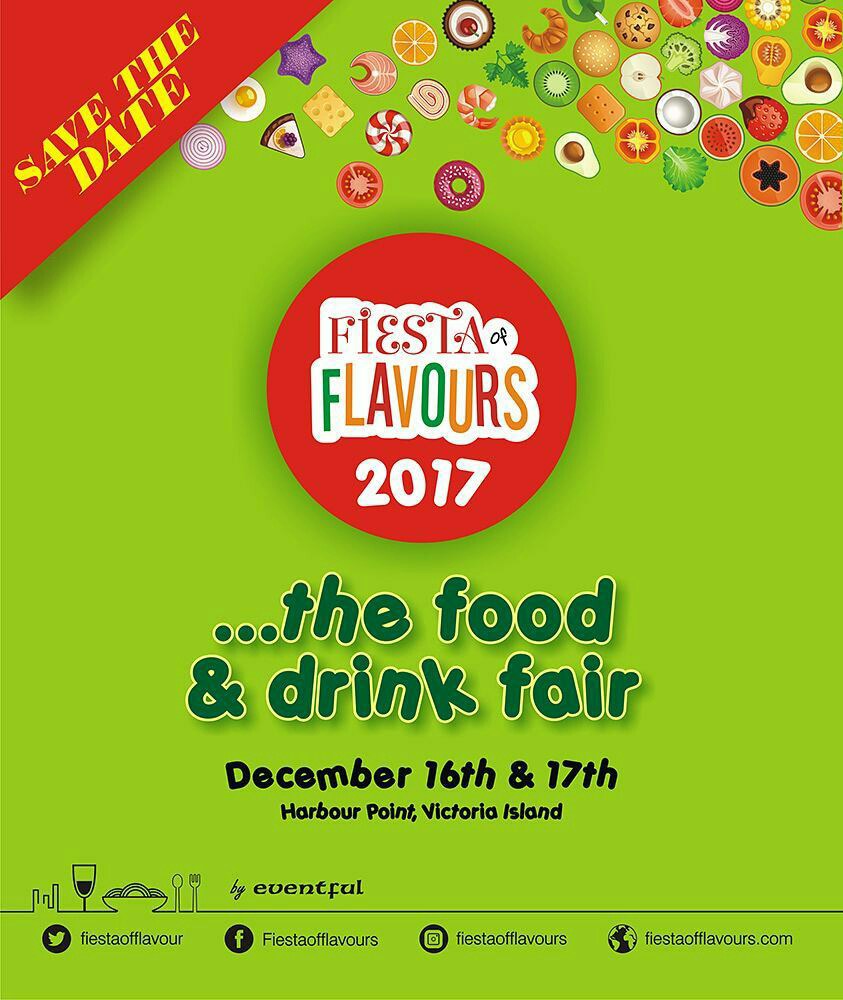 SAVE THE
DATE
FiESTA of
FLAVOURS
2017
...the food
& drink fair
December 16th & 17th
Harbour Point, Victoria Island
by eventful
fiestaofflavour
Fiestaofflavours
fiestaofflavours
fiestaofflavours.com